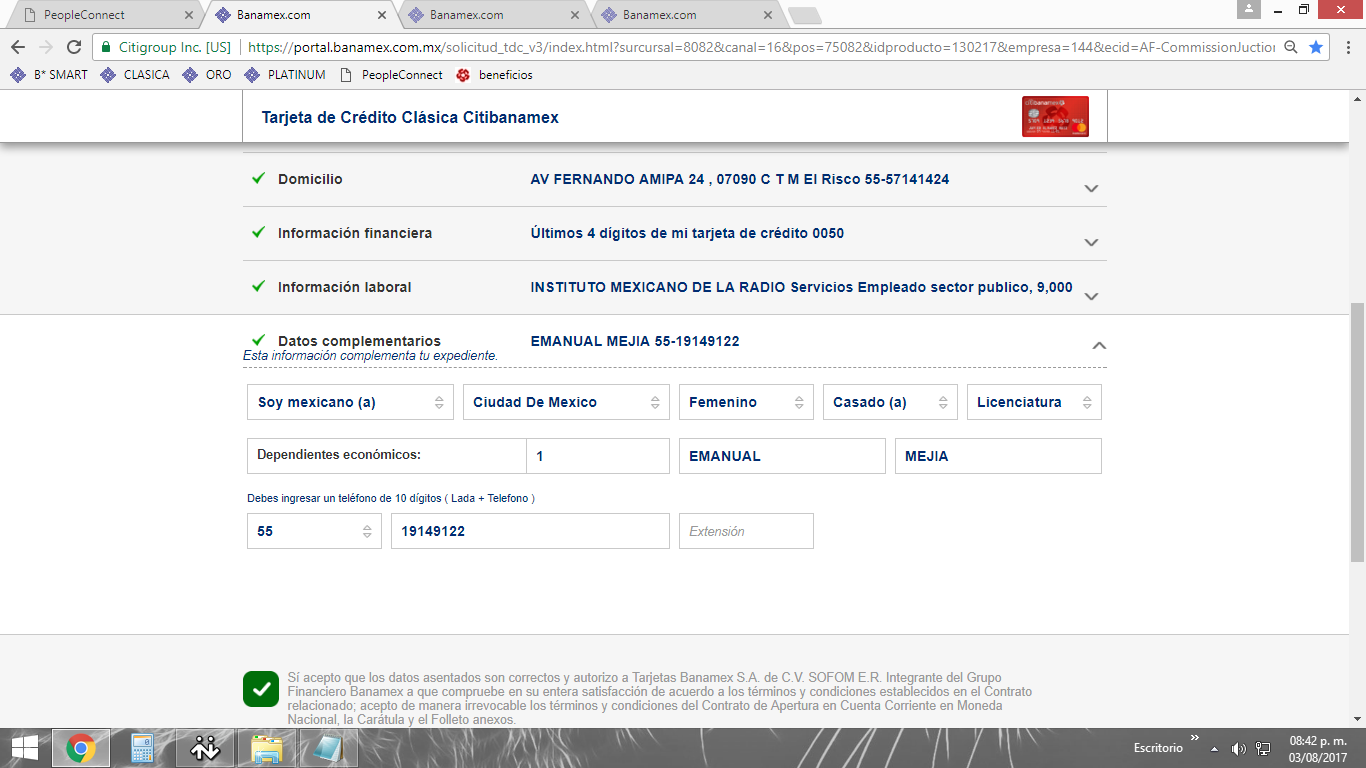 PeopleConnect
Banamex.com
Banamex.com
Banamex.com
Citigroup Inc. [US]
https://portal.banamex.com.mx/solicitud_tdc_v3/index.html?surcursal=8082&canal=16&pos=75082&idproducto=130217&empresa=144&ecid=AF-CommissionJuctio
B* SMART CLASICA ORO PLATINUM PeopleConnect beneficios
Tarjeta de Crédito Clásica Citibanamex
Domicilio AV FERNANDO AMIPA 24 , 07090 C T M El Risco 55-57141424
Información financiera Últimos 4 dígitos de mi tarjeta de crédito 0050
Información laboral INSTITUTO MEXICANO DE LA RADIO Servicios Empleado sector publico, 9,000
Datos complementarios EMANUAL MEJIA 55-19149122
Esta información complementa tu expediente.
Soy mexicano (a) Ciudad De Mexico Femenino Casado (a) Licenciatura
Dependientes económicos: 1 EMANUAL MEJIA
Debes ingresar un teléfono de 10 dígitos ( Lada + Telefono )
55 19149122 Extensión
Sí acepto que los datos asentados son correctos y autorizo a Tarjetas Banamex S.A. de C.V. SOFOM E.R. Integrante del Grupo
Financiero Banamex a que compruebe en su entera satisfacción de acuerdo a los términos y condiciones establecidos en el Contrato
relacionado; acepto de manera irrevocable los términos y condiciones del Contrato de Apertura en Cuenta Corriente en Moneda
Nacional, la Carátula y el Folleto anexos.
Escritorio
08:42 p. m.
03/08/2017